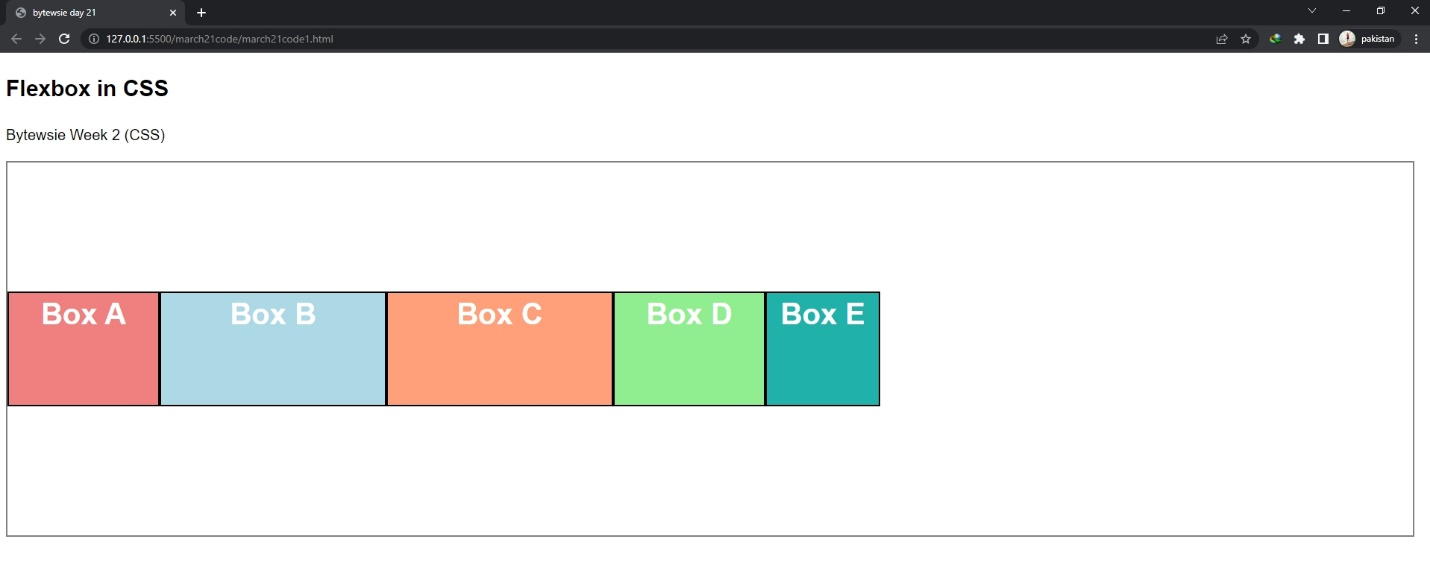 bytewsie day 21
127.0.0.1:5500/march21code/march21code1.html
pakistan
Flexbox in CSS
Bytewsie Week 2 (CSS)
Box A Box B Box C Box D Box E